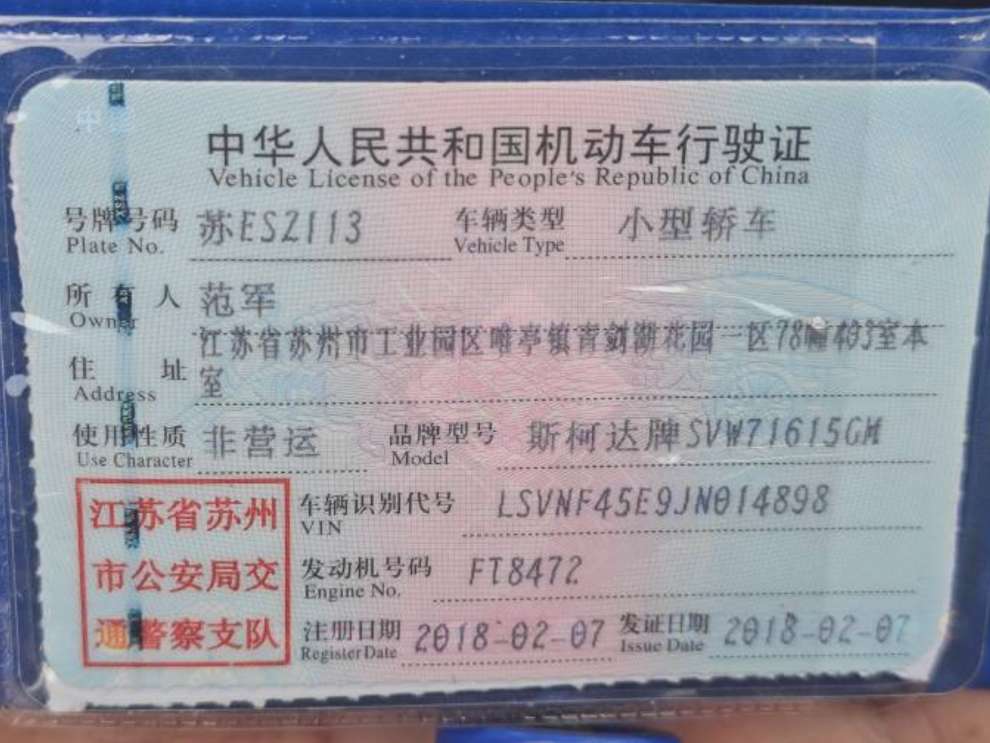 中华人民共和国机动车行驶证
Vehicle License of the People's Republic of China
号牌号码 苏ESZ113 车辆类型 小型轿车
Plate No. Vehicle Type
所有人 范军
Owner
江苏省苏州市工业园区唯亭镇青剑湖花园一区78幢403室本
住址 室
Address
使用性质 非营运 品牌型号 斯柯达牌SVW71615GM
Use Character Model
江苏省苏州 车辆识别代号 LSVNF45E9JN014898
VIN
市公安局交 发动机号码 FT8472
Engine No.
通警察支队 注册日期 2018-02-07 发证日期 2018-02-07
Register Date Issue Date